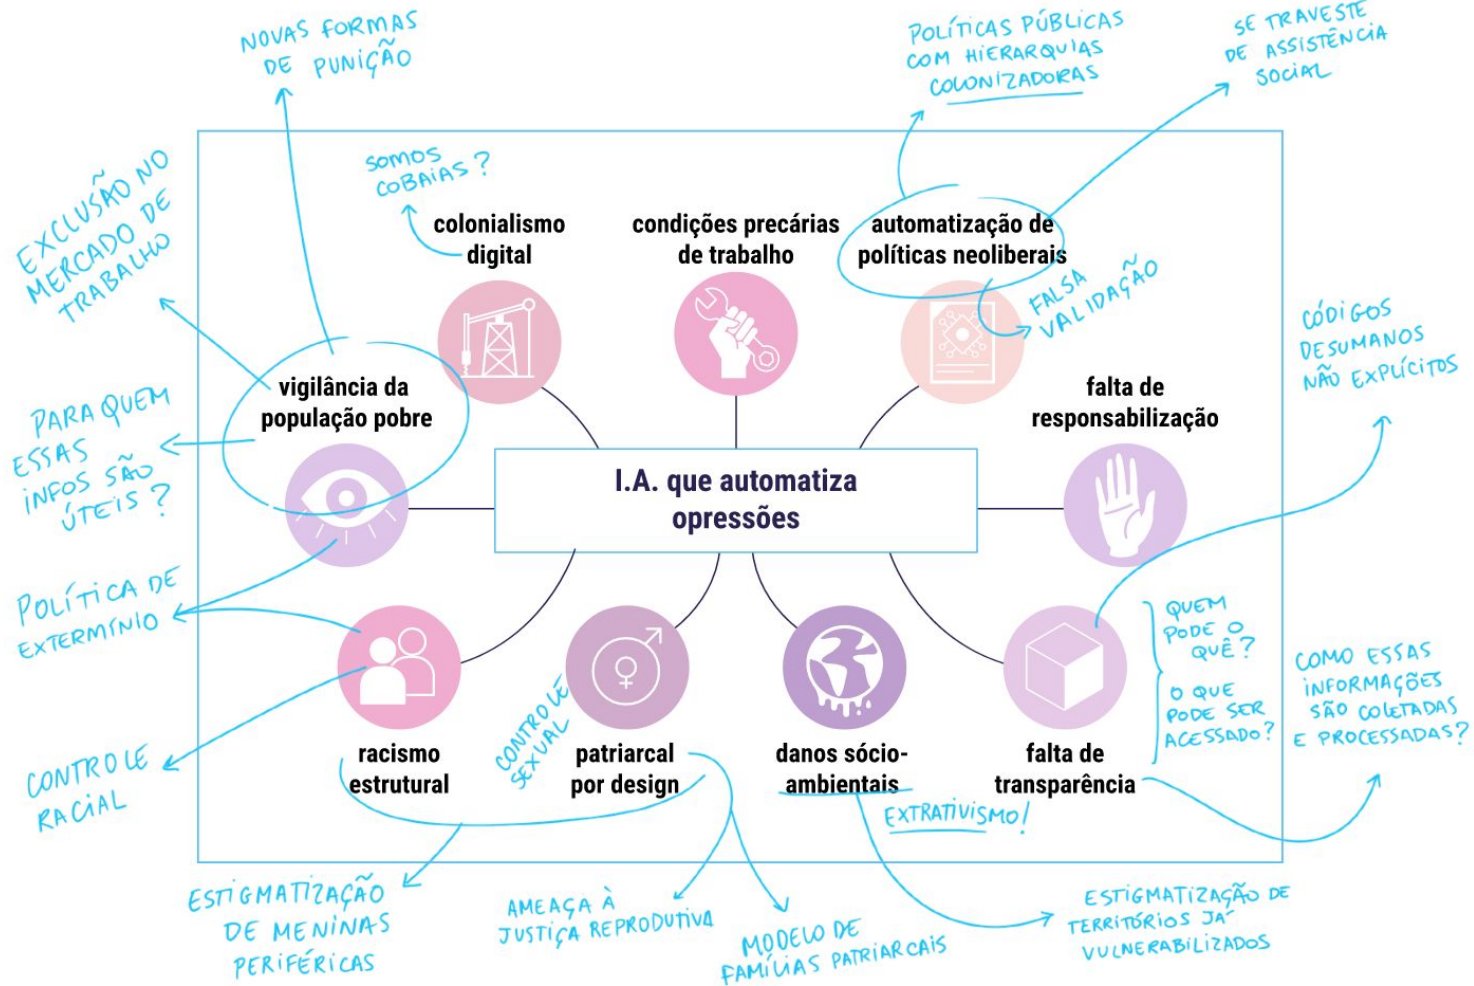 NOVAS FORMAS
DE PUNIÇÃO
POLÍTICAS PÚBLICAS
COM HIERARQUIAS
COLONIZADORAS
SE TRAVESTE
DE ASSISTÊNCIA
SOCIAL
EXCLUSÃO NO
MERCADO DE
TRABALHO
SOMOS
COBAIAS?
colonialismo
digital
condições precárias
de trabalho
automatização de
políticas neoliberais
FALSA
VALIDAÇÃO
CÓDIGOS
DESUMANOS
NÃO EXPLÍCITOS
vigilância da
população pobre
falta de
responsabilização
PARA QUEM
ESSAS
INFOS SÃO
ÚTEIS?
I.A. que automatiza
opressões
POLÍTICA DE
EXTERMÍNIO
QUEM
PODE O
QUÊ?
O QUE
PODE SER
ACESSADO?
COMO ESSAS
INFORMAÇÕES
SÃO COLETADAS
E PROCESSADAS?
CONTROLE
RACIAL
racismo
estrutural
CONTROLE
SEXUAL
patriarcal
por design
danos sócio-
ambientais
EXTRATIVISMO!
falta de
transparência
ESTIGMATIZAÇÃO
DE MENINAS
PERIFÉRICAS
AMEAÇA À
JUSTIÇA REPRODUTIVA
MODELO DE
FAMÍLIAS PATRIARCAIS
ESTIGMATIZAÇÃO DE
TERRITÓRIOS JÁ
VULNERABILIZADOS